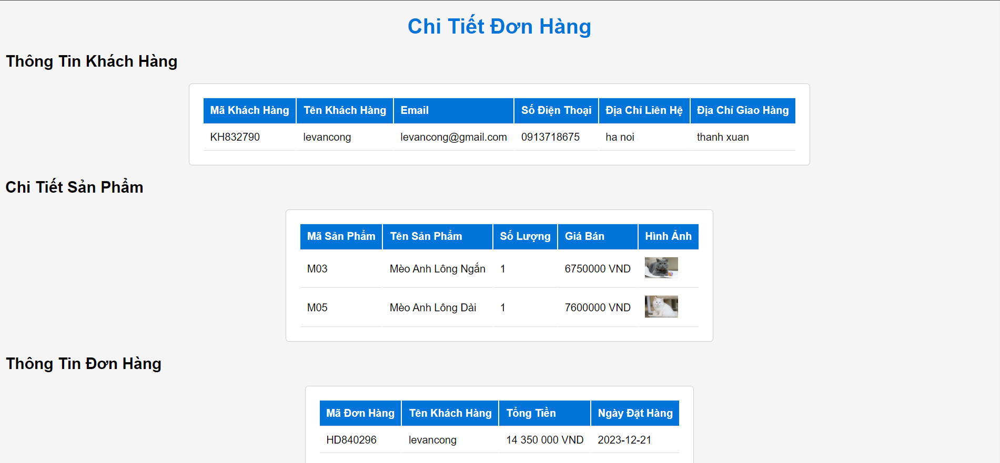 Chi Tiết Đơn Hàng
Thông Tin Khách Hàng
Mã Khách Hàng Tên Khách Hàng Email Số Điện Thoại Địa Chỉ Liên Hệ Địa Chỉ Giao Hàng
KH832790 levancong levancong@gmail.com 0913718675 ha noi thanh xuan
Chi Tiết Sản Phẩm
Mã Sản Phẩm Tên Sản Phẩm Số Lượng Giá Bán Hình Ảnh
M03 Mèo Anh Lông Ngắn 1 6750000 VND
M05 Mèo Anh Lông Dài 1 7600000 VND
Thông Tin Đơn Hàng
Mã Đơn Hàng Tên Khách Hàng Tổng Tiền Ngày Đặt Hàng
HD840296 levancong 14 350 000 VND 2023-12-21